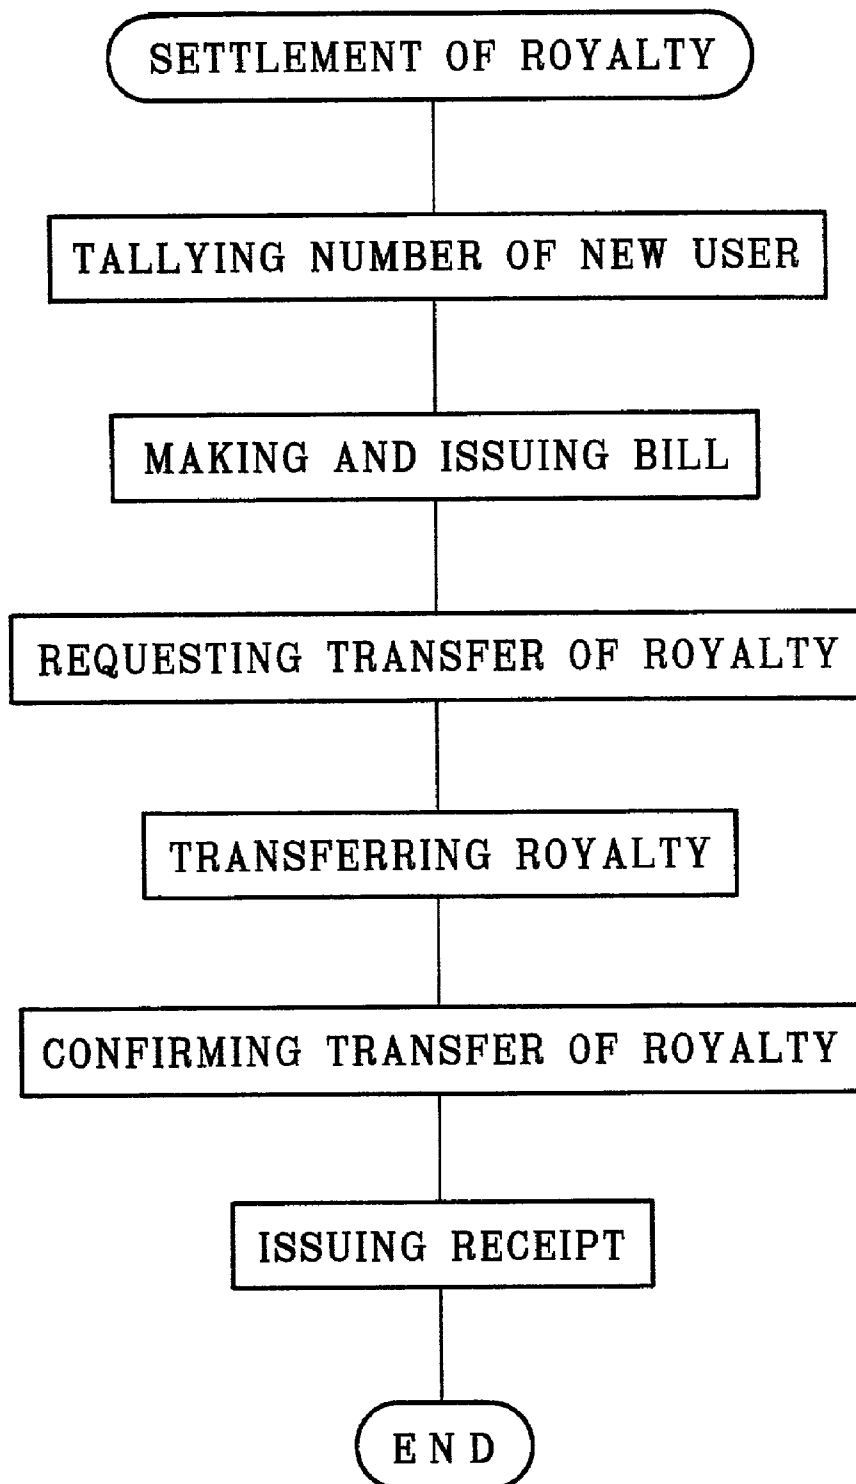 SETTLEMENT OF ROYALTY
TALLYING NUMBER OF NEW USER
MAKING AND ISSUING BILL
REQUESTING TRANSFER OF ROYALTY
TRANSFERRING ROYALTY
CONFIRMING TRANSFER OF ROYALTY
ISSUING RECEIPT
END